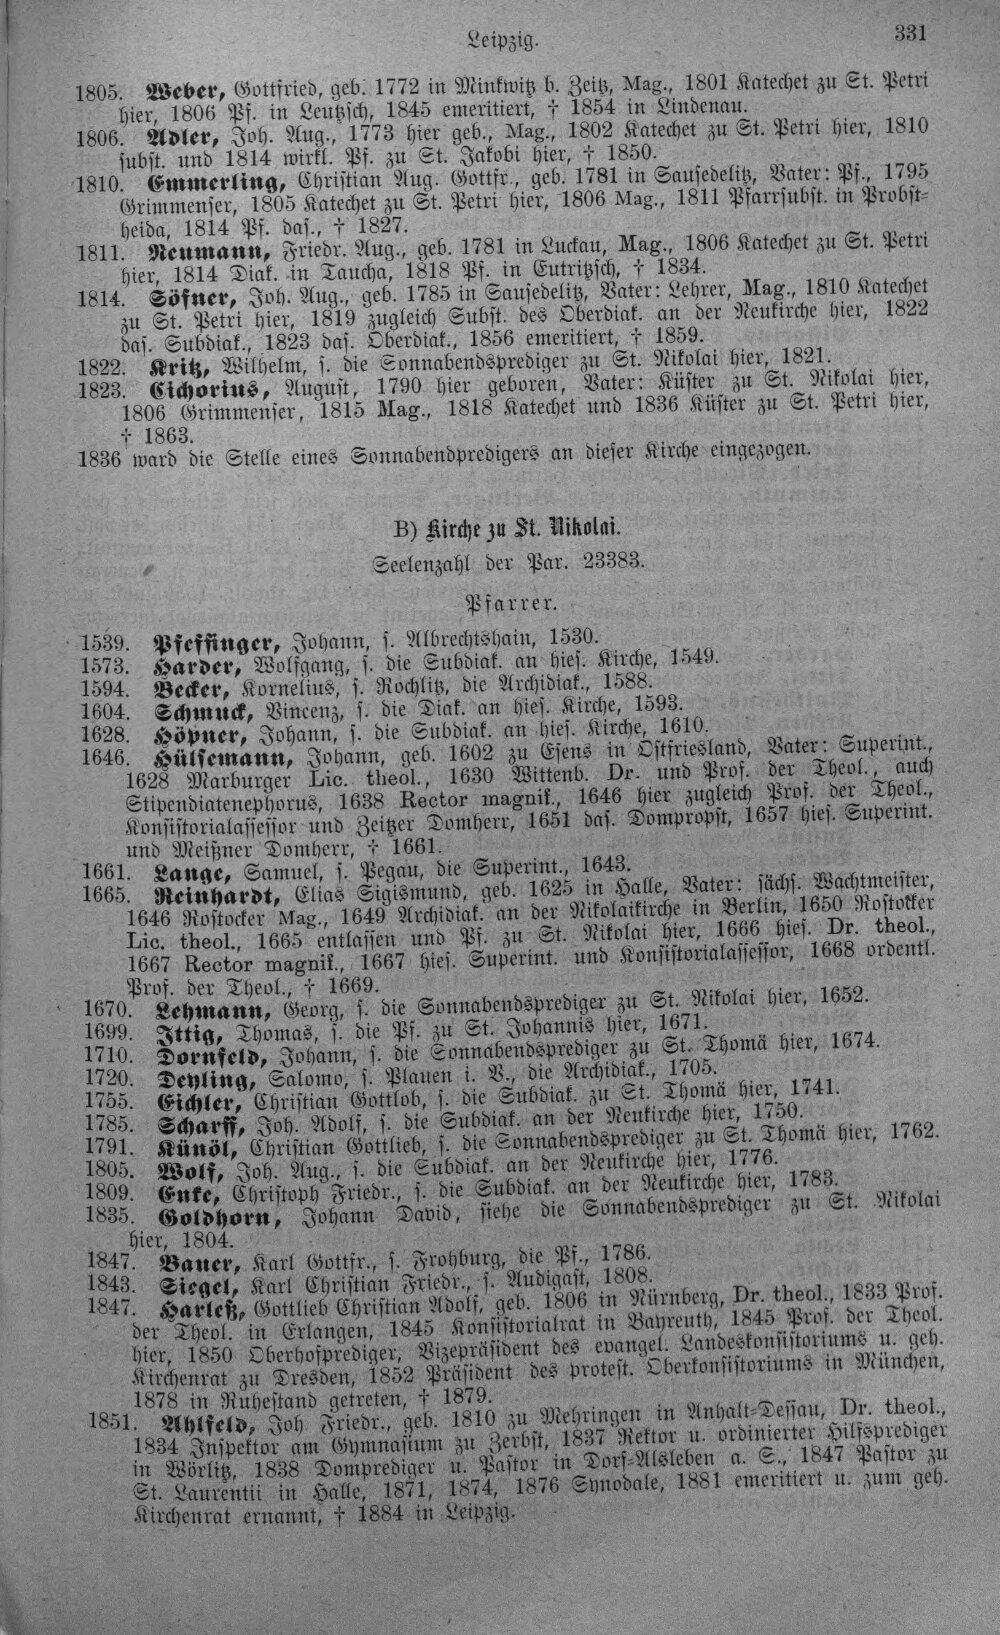 Leipzig. 331
1805. Weber, Gottfried, geb. 1772 in Minkwitz b. Zeitz, Mag., 1801 Katechet zu St. Petri
hier, 1806 Pf. in Leutzsch, 1845 emeritiert, † 1854 in Lindenau.
1806. Adler, Joh. Aug., 1773 hier geb., Mag., 1802 Katechet zu St. Petri hier, 1810
subst. und 1814 wirkl. Pf. zu St. Jakobi hier, † 1850.
1810. Emmerling, Christian Aug. Gottfr., geb. 1781 in Sausedelitz, Vater: Pf., 1795
Grimmenser, 1805 Katechet zu St. Petri hier, 1806 Mag., 1811 Pfarrsubst. in Probst-
heida, 1814 Pf. das., † 1827.
1811. Neumann, Friedr. Aug., geb. 1781 in Luckau, Mag., 1806 Katechet zu St. Petri
hier, 1814 Diak. in Taucha, 1818 Pf. in Eutritzsch, † 1834.
1814. Söfner, Joh. Aug., geb. 1785 in Sausedelitz, Vater: Lehrer, Mag., 1810 Katechet
zu St. Petri hier, 1819 zugleich Subst. des Oberdiak. an der Neukirche hier, 1822
das. Subdiak., 1823 das. Oberdiak., 1856 emeritiert, † 1859.
1822. Kritz, Wilhelm, s. die Sonnabendsprediger zu St. Nikolai hier, 1821.
1823. Cichorius, August, 1790 hier geboren, Vater: Küster zu St. Nikolai hier,
1806 Grimmenser, 1815 Mag., 1818 Katechet und 1836 Küster zu St. Petri hier,
† 1863.
1836 ward die Stelle eines Sonnabendpredigers an dieser Kirche eingezogen.
B) Kirche zu St. Nikolai.
Seelenzahl der Par. 23383.
Pfarrer.
1539. Pfeffinger, Johann, s. Albrechtshain, 1530.
1573. Harder, Wolfgang, s. die Subdiak. an hies. Kirche, 1549.
1594. Becker, Kornelius, s. Rochlitz, die Archidiak., 1588.
1604. Schmuck, Vincenz, s. die Diak. an hies. Kirche, 1593.
1628. Höpner, Johann, s. die Subdiak. an hies. Kirche, 1610.
1646. Hülsemann, Johann, geb. 1602 zu Esens in Ostfriesland, Vater: Superint.,
1628 Marburger Lic. theol., 1630 Wittenb. Dr. und Prof. der Theol., auch
Stipendiatenephorus, 1638 Rector magnif., 1646 hier zugleich Prof. der Theol.,
Konsistorialassessor und Zeitzer Domherr, 1651 das. Dompropst, 1657 hies. Superint.
und Meißner Domherr, † 1661.
1661. Lange, Samuel, s. Pegau, die Superint., 1643.
1665. Reinhardt, Elias Sigismund, geb. 1625 in Halle, Vater: sächs. Wachtmeister,
1646 Rostocker Mag., 1649 Archidiak. an der Nikolaikirche in Berlin, 1650 Rostocker
Lic. theol., 1665 entlassen und Pf. zu St. Nikolai hier, 1666 hies. Dr. theol.,
1667 Rector magnif., 1667 hies. Superint. und Konsistorialassessor, 1668 ordentl.
Prof. der Theol., † 1669.
1670. Lehmann, Georg, s. die Sonnabendsprediger zu St. Nikolai hier, 1652.
1699. Ittig, Thomas, s. die Pf. zu St. Johannis hier, 1671.
1710. Dornfeld, Johann, s. die Sonnabendsprediger zu St. Thomä hier, 1674.
1720. Deyling, Salomo, s. Plauen i. V., die Archidiak., 1705.
1755. Eichler, Christian Gottlob, s. die Subdiak. zu St. Thomä hier, 1741.
1785. Scharff, Joh. Adolf, s. die Subdiak. an der Neukirche hier, 1750.
1791. Künöl, Christian Gottlieb, s. die Sonnabendsprediger zu St. Thomä hier, 1762.
1805. Wolf, Joh. Aug., s. die Subdiak. an der Neukirche hier, 1776.
1809. Enke, Christoph Friedr., s. die Subdiak. an der Neukirche hier, 1783.
1835. Goldhorn, Johann David, siehe die Sonnabendsprediger zu St. Nikolai
hier, 1804.
1847. Bauer, Karl Gottfr., s. Frohburg, die Pf., 1786.
1843. Siegel, Karl Christian Friedr., s. Audigast, 1808.
1847. Harleß, Gottlieb Christian Adolf, geb. 1806 in Nürnberg, Dr. theol., 1833 Prof.
der Theol. in Erlangen, 1845 Konsistorialrat in Bayreuth, 1845 Prof. der Theol.
hier, 1850 Oberhofprediger, Vizepräsident des evangel. Landeskonsistoriums u. geh.
Kirchenrat zu Dresden, 1852 Präsident des protest. Oberkonsistoriums in München,
1878 in Ruhestand getreten, † 1879.
1851. Ahlfeld, Joh. Friedr., geb. 1810 zu Mehringen in Anhalt-Dessau, Dr. theol.,
1834 Inspektor am Gymnasium zu Zerbst, 1837 Rektor u. ordinierter Hilfsprediger
in Wörlitz, 1838 Domprediger u. Pastor in Dorf-Alsleben a. S., 1847 Pastor zu
St. Laurentii in Halle, 1871, 1874, 1876 Synodale, 1881 emeritiert u. zum geh.
Kirchenrat ernannt, † 1884 in Leipzig.